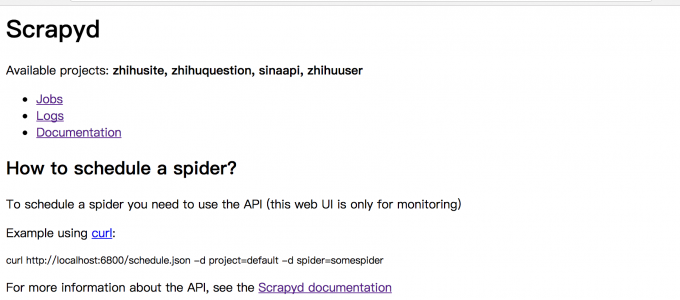 Scrapyd
Available projects: zhihusite, zhihuquestion, sinaapi, zhihuuser
Jobs
Logs
Documentation
How to schedule a spider?
To schedule a spider you need to use the API (this web UI is only for monitoring)
Example using curl:
curl http://localhost:6800/schedule.json -d project=default -d spider=somespider
For more information about the API, see the Scrapyd documentation